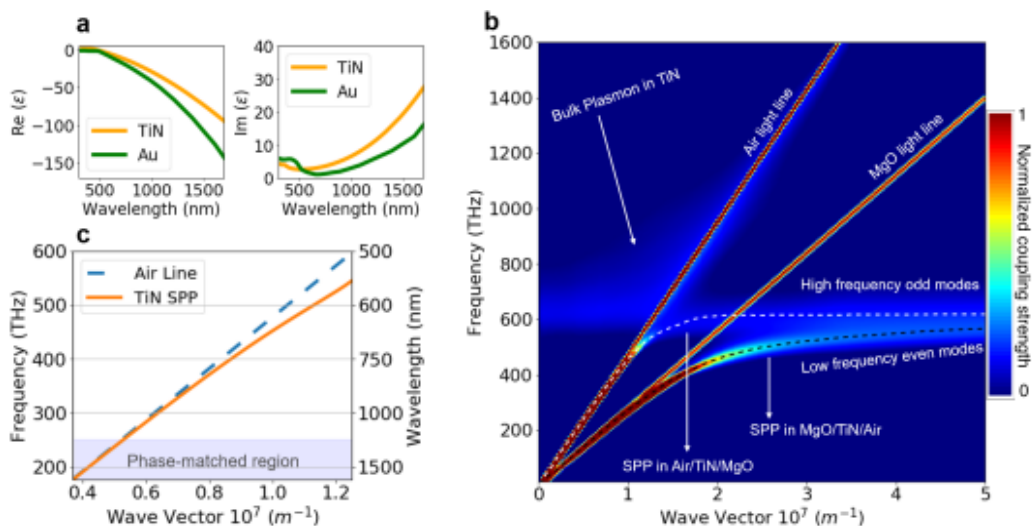 a
Re (ε)
0
−50
−100
−150
TiN
Au
500 1000 1500
Wavelength (nm)
Im (ε)
40
30
20
10
0
TiN
Au
500 1000 1500
Wavelength (nm)
b
Frequency (THz)
1600
1400
1200
1000
800
600
400
200
Bulk Plasmon in TiN
Air light line
MgO light line
High frequency odd modes
Low frequency even modes
SPP in MgO/TiN/Air
SPP in Air/TiN/MgO
0 1 2 3 4 5
Wave Vector 10⁷ (m⁻¹)
1
0
Normalized coupling
strength
c
Frequency (THz)
600
500
400
300
200
Air Line
TiN SPP
Phase-matched region
500
600
750
1000
1500
Wavelength (nm)
0.4 0.6 0.8 1.0 1.2
Wave Vector 10⁷ (m⁻¹)